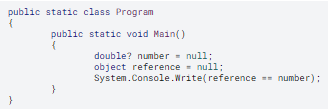 public static class Program
{
public static void Main()
{
double? number = null;
object reference = null;
System.Console.Write(reference == number);
}
}